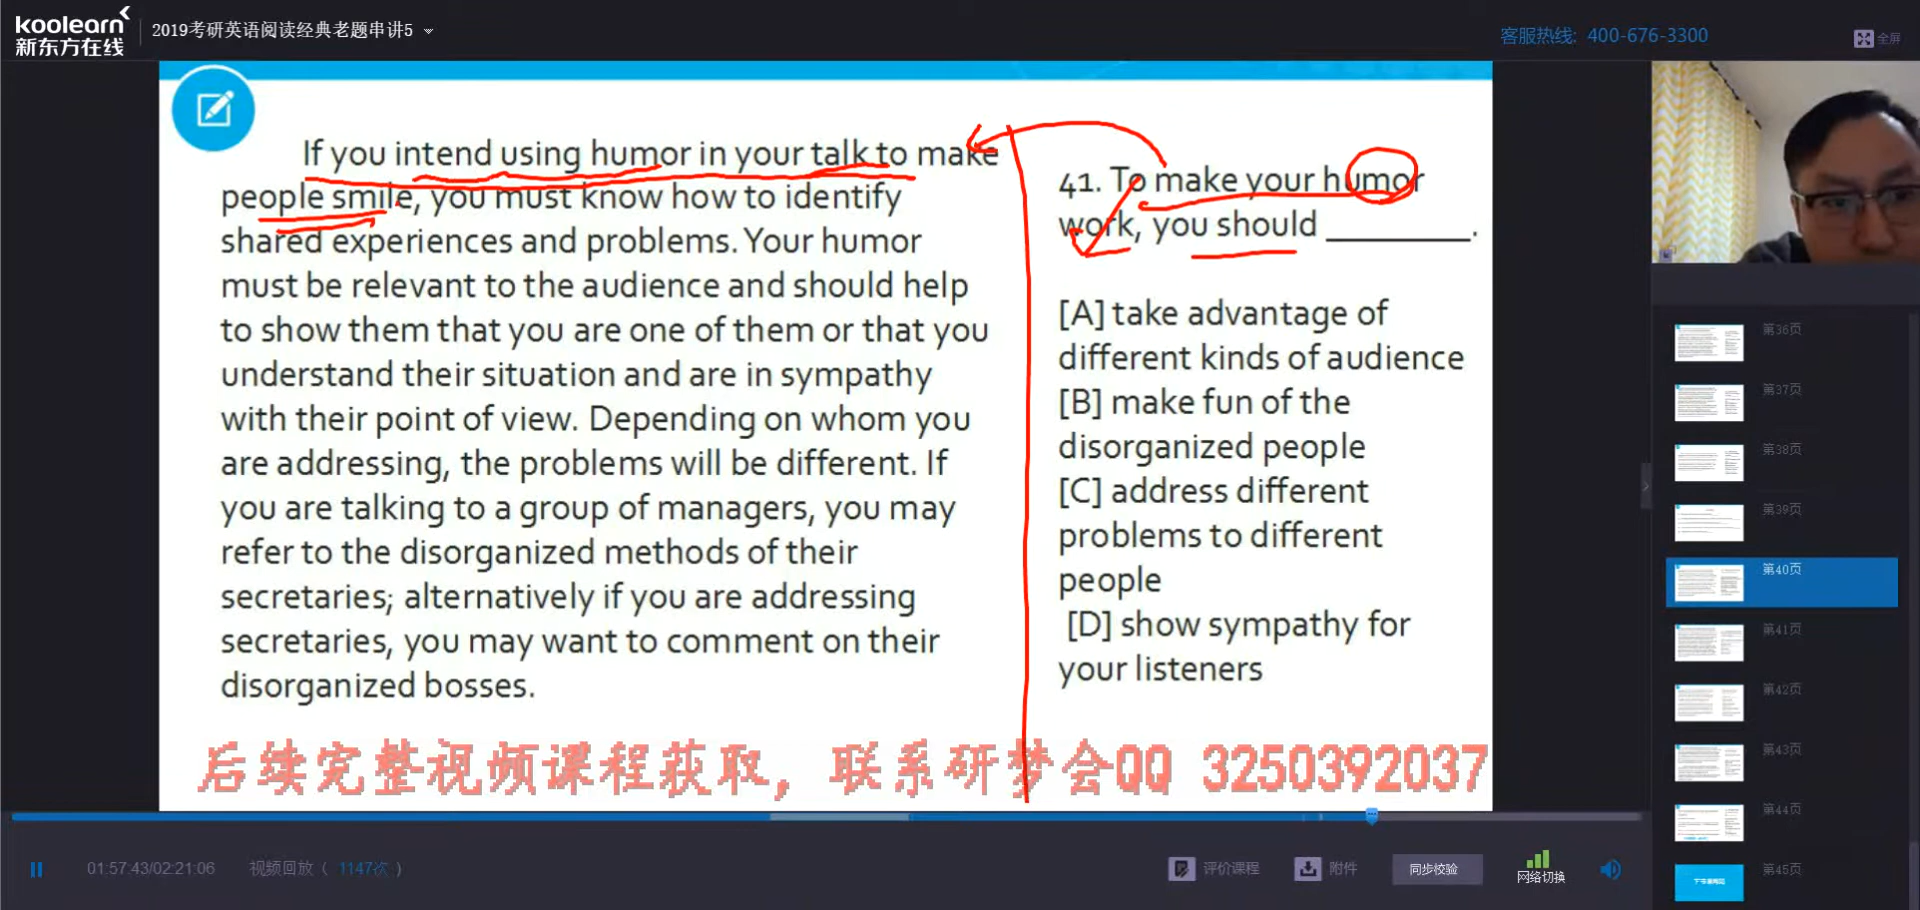 koolearn
新东方在线
2019考研英语阅读经典老题串讲5
客服热线: 400-676-3300
全屏
If you intend using humor in your talk to make
people smile, you must know how to identify
shared experiences and problems. Your humor
must be relevant to the audience and should help
to show them that you are one of them or that you
understand their situation and are in sympathy
with their point of view. Depending on whom you
are addressing, the problems will be different. If
you are talking to a group of managers, you may
refer to the disorganized methods of their
secretaries; alternatively if you are addressing
secretaries, you may want to comment on their
disorganized bosses.
41. To make your humor
work, you should ________.
[A] take advantage of
different kinds of audience
[B] make fun of the
disorganized people
[C] address different
problems to different
people
[D] show sympathy for
your listeners
后续完整视频课程获取，联系研梦会QQ 3250392037
第36页
第37页
第38页
第39页
第40页
第41页
第42页
第43页
第44页
第45页
01:57:43/02:21:06
视频回放（ 1147次 ）
评价课程
附件
同步校验
网络切换